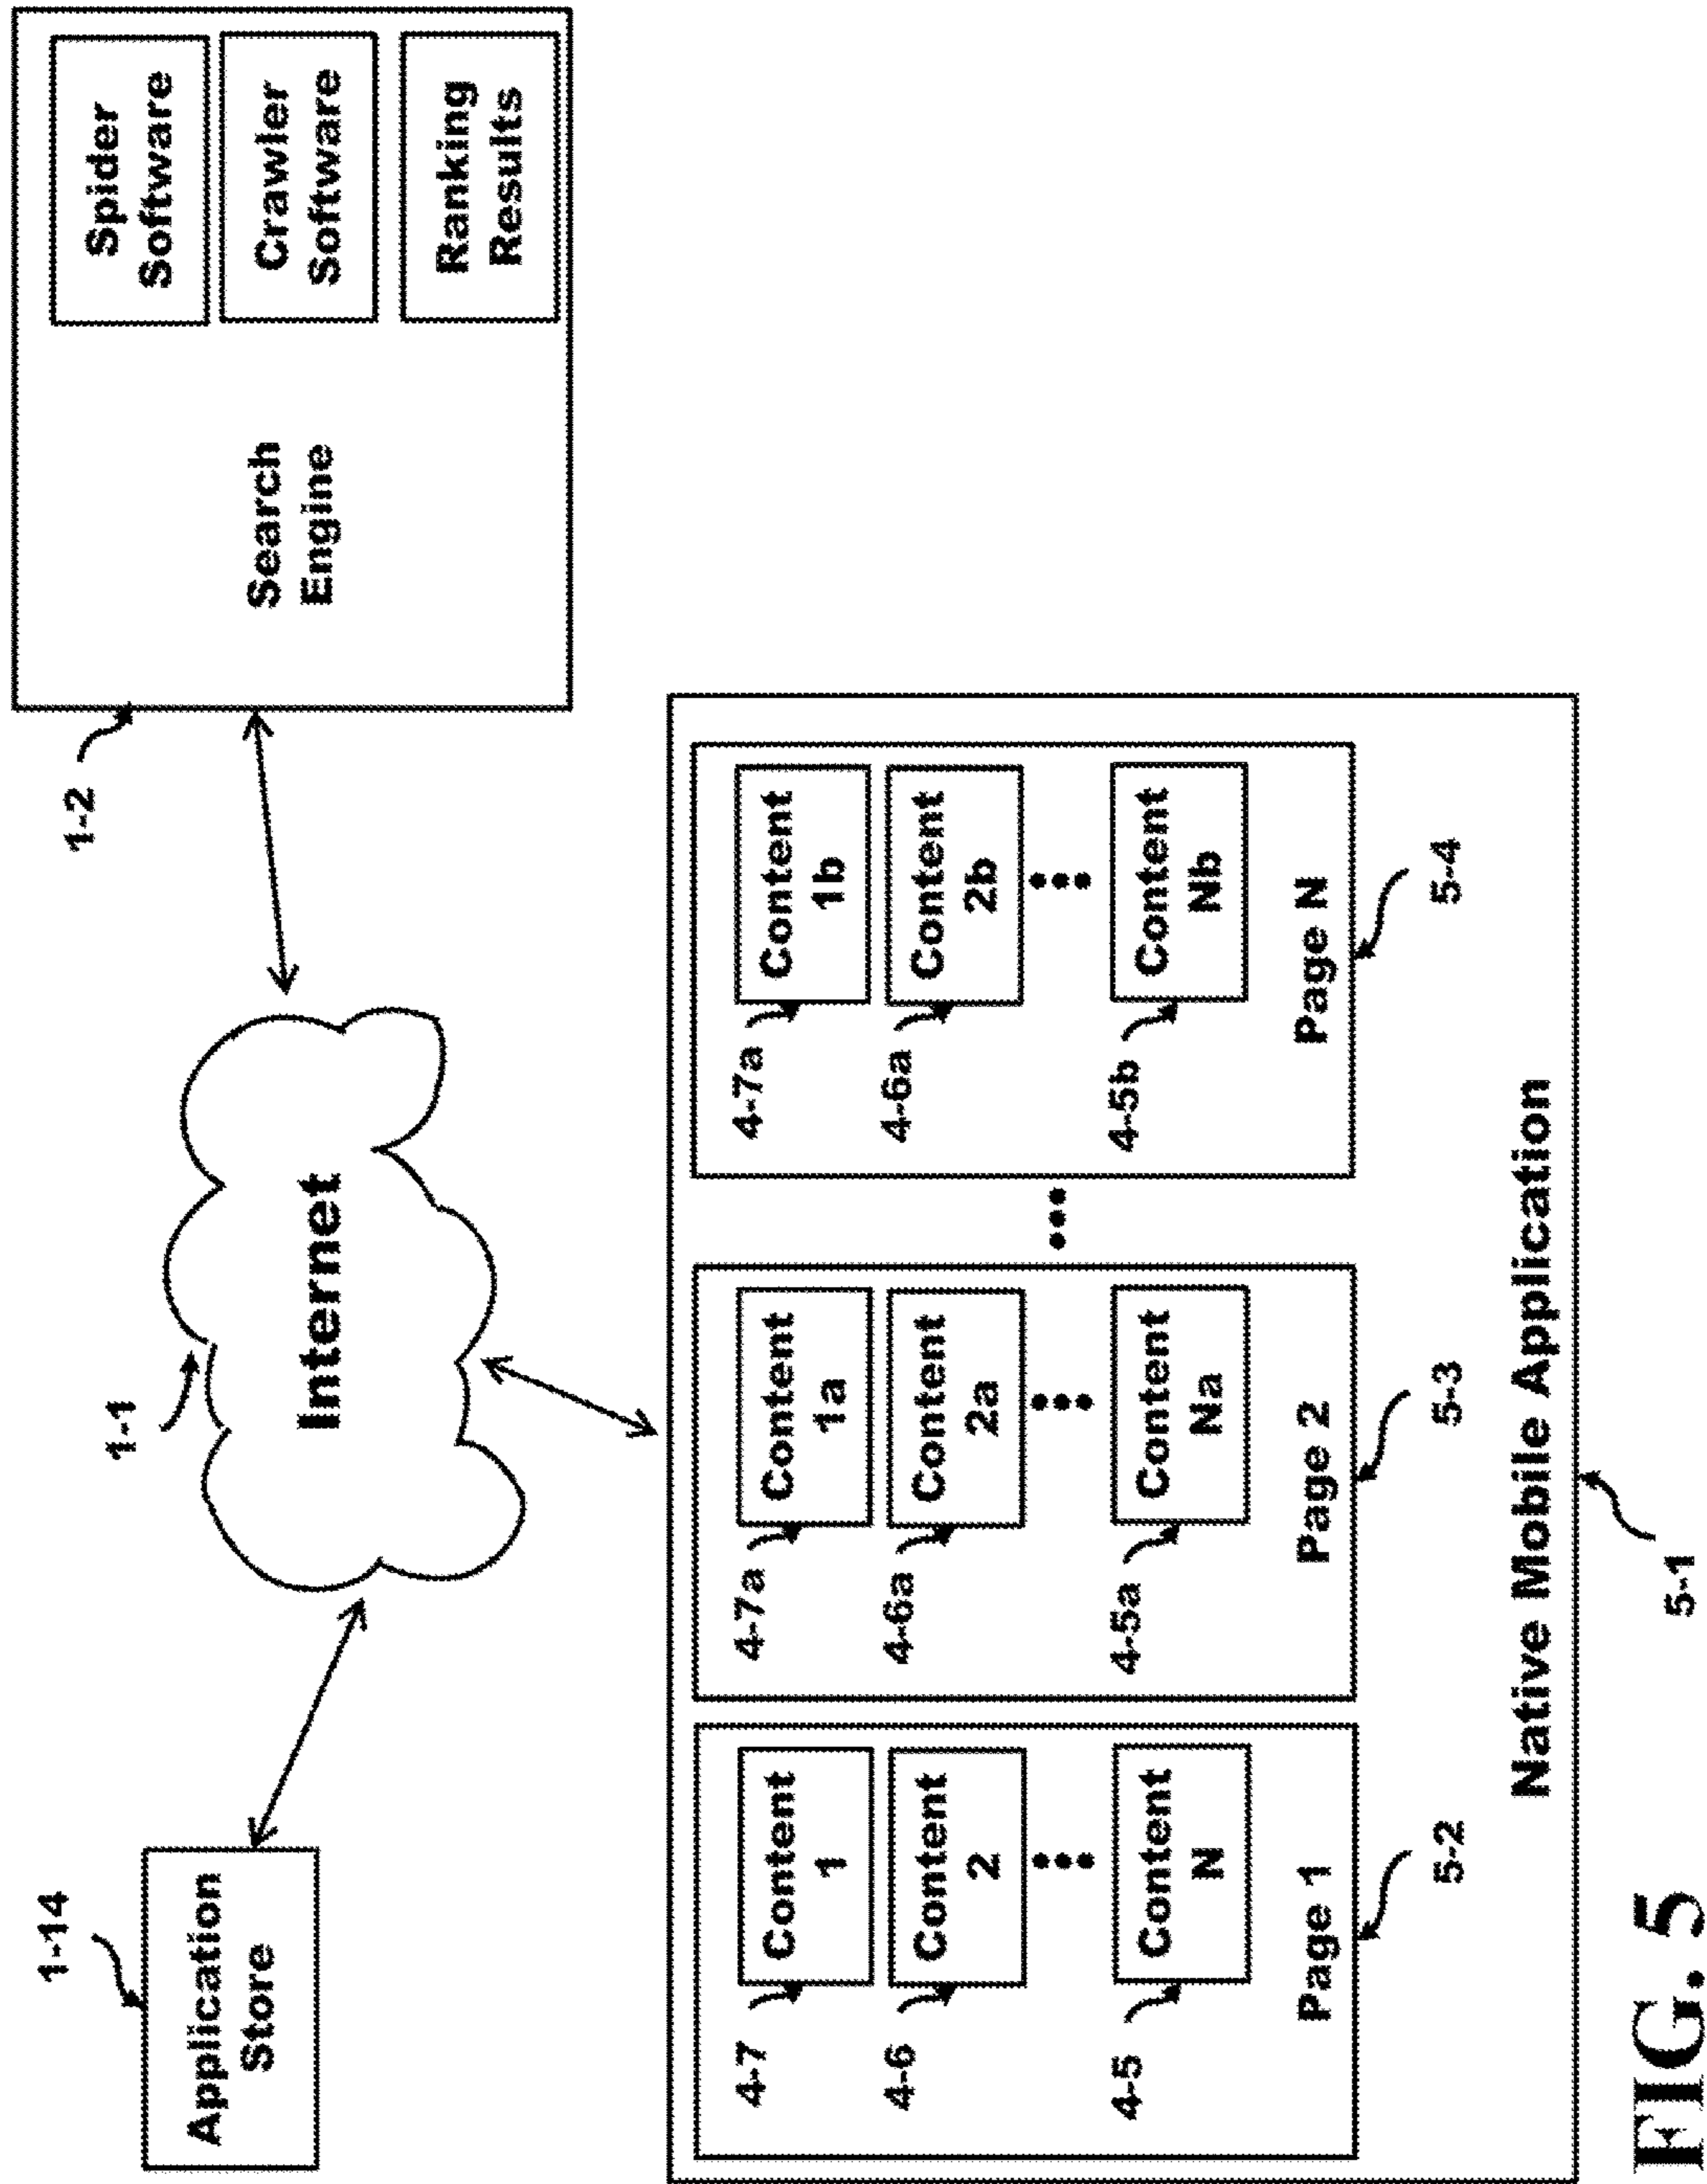 1-14
Application
Store
1-1
Internet
1-2
Search
Engine
Spider
Software
Crawler
Software
Ranking
Results
4-7
Content
1
4-6
Content
2
4-5
Content
N
Page 1
5-2
4-7a
Content
1a
4-6a
Content
2a
4-5a
Content
Na
Page 2
5-3
4-7a
Content
1b
4-6a
Content
2b
4-5b
Content
Nb
Page N
5-4
Native Mobile Application
5-1
FIG. 5